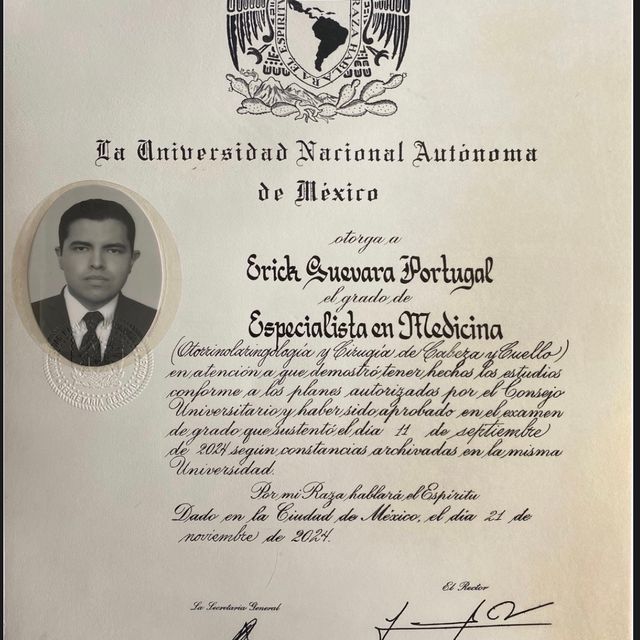 EL ESPIRITU
RAZA HABLARA
La Universidad Nacional Autónoma
de México
otorga a
Erick Guevara Portugal
el grado de
Especialista en Medicina
(Otorrinolaringología y Cirugía de Cabeza y Cuello)
en atención a que demostró tener hechos los estudios
conforme a los planes autorizados por el Consejo
Universitario y haber sido aprobado en el examen
de grado que sustentó el día 11 de septiembre
de 2024 según constancias archivadas en la misma
Universidad.
Por mi Raza hablará el Espíritu
Dado en la Ciudad de México, el día 21 de
noviembre de 2024.
El Rector
La Secretaria General